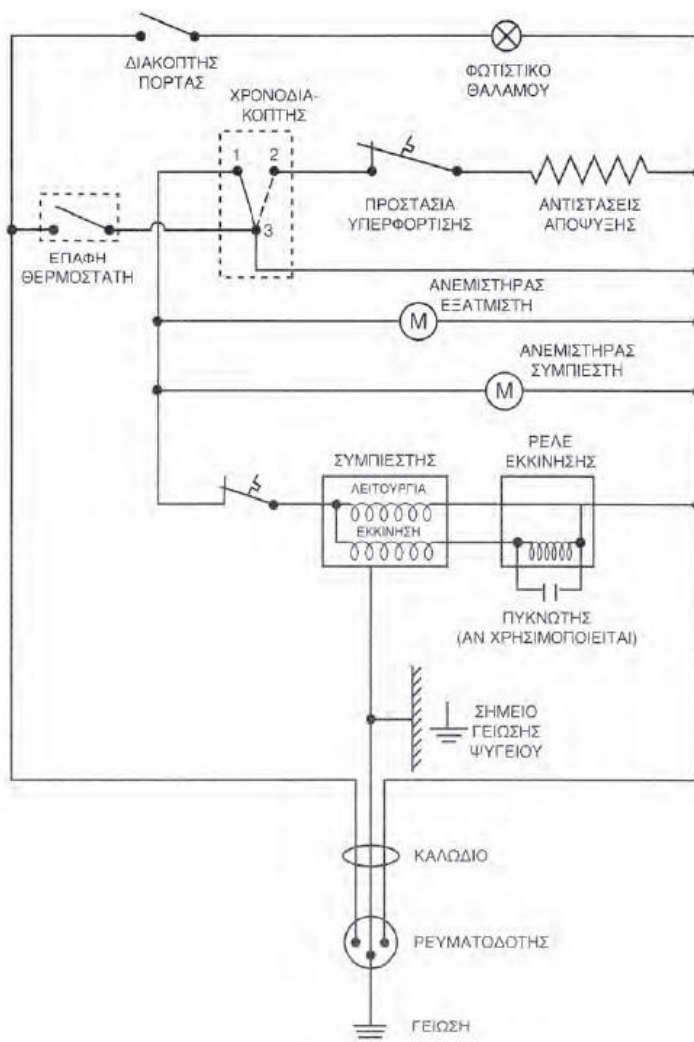 ΔΙΑΚΟΠΤΗΣ
ΠΟΡΤΑΣ
ΦΩΤΙΣΤΙΚΟ
ΘΑΛΑΜΟΥ
ΧΡΟΝΟΔΙΑ-
ΚΟΠΤΗΣ
1
2
3
ΠΡΟΣΤΑΣΙΑ
ΥΠΕΡΦΟΡΤΙΣΗΣ
ΑΝΤΙΣΤΑΣΕΙΣ
ΑΠΟΨΥΞΗΣ
ΕΠΑΦΗ
ΘΕΡΜΟΣΤΑΤΗ
ΑΝΕΜΙΣΤΗΡΑΣ
ΕΞΑΤΜΙΣΤΗ
M
ΑΝΕΜΙΣΤΗΡΑΣ
ΣΥΜΠΙΕΣΤΗ
M
ΣΥΜΠΙΕΣΤΗΣ
ΛΕΙΤΟΥΡΓΙΑ
ΕΚΚΙΝΗΣΗ
ΡΕΛΕ
ΕΚΚΙΝΗΣΗΣ
ΠΥΚΝΩΤΗΣ
(ΑΝ ΧΡΗΣΙΜΟΠΟΙΕΙΤΑΙ)
ΣΗΜΕΙΟ
ΓΕΙΩΣΗΣ
ΨΥΓΕΙΟΥ
ΚΑΛΩΔΙΟ
ΡΕΥΜΑΤΟΔΟΤΗΣ
ΓΕΙΩΣΗ